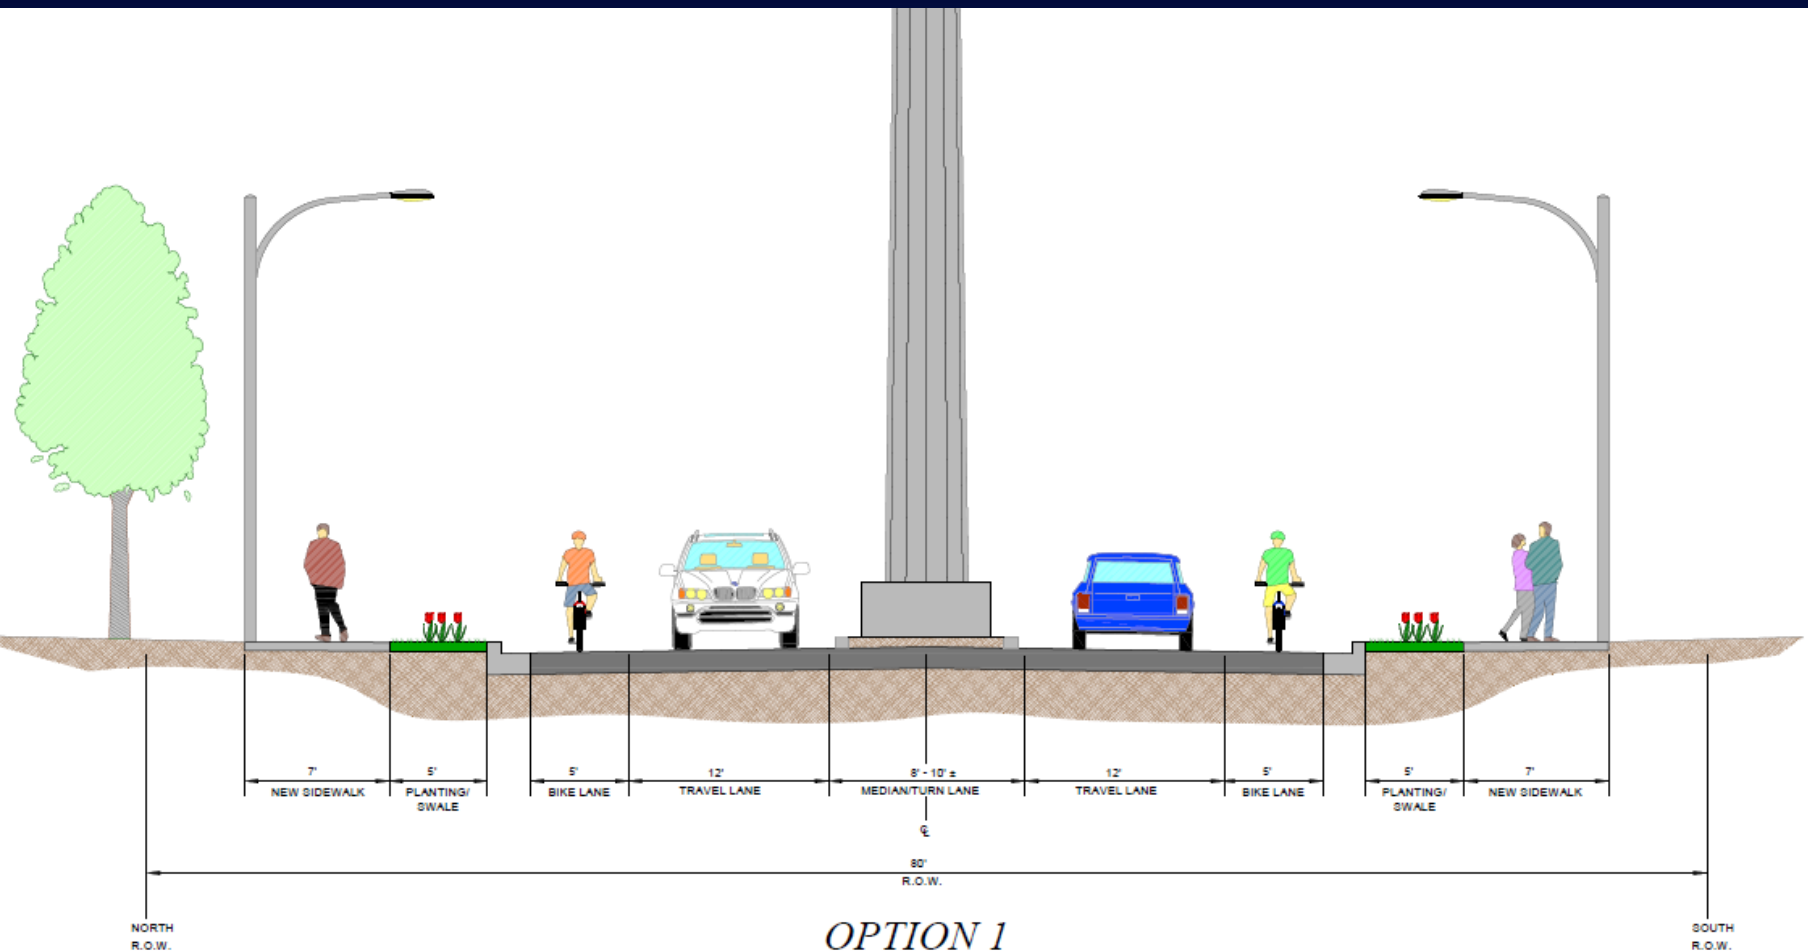 7'
5'
5'
12'
8' - 10' ±
12'
5'
5'
7'
NEW SIDEWALK
PLANTING/
SWALE
BIKE LANE
TRAVEL LANE
MEDIAN/TURN LANE
TRAVEL LANE
BIKE LANE
PLANTING/
SWALE
NEW SIDEWALK
℄
80'
R.O.W.
NORTH
R.O.W.
OPTION 1
SOUTH
R.O.W.